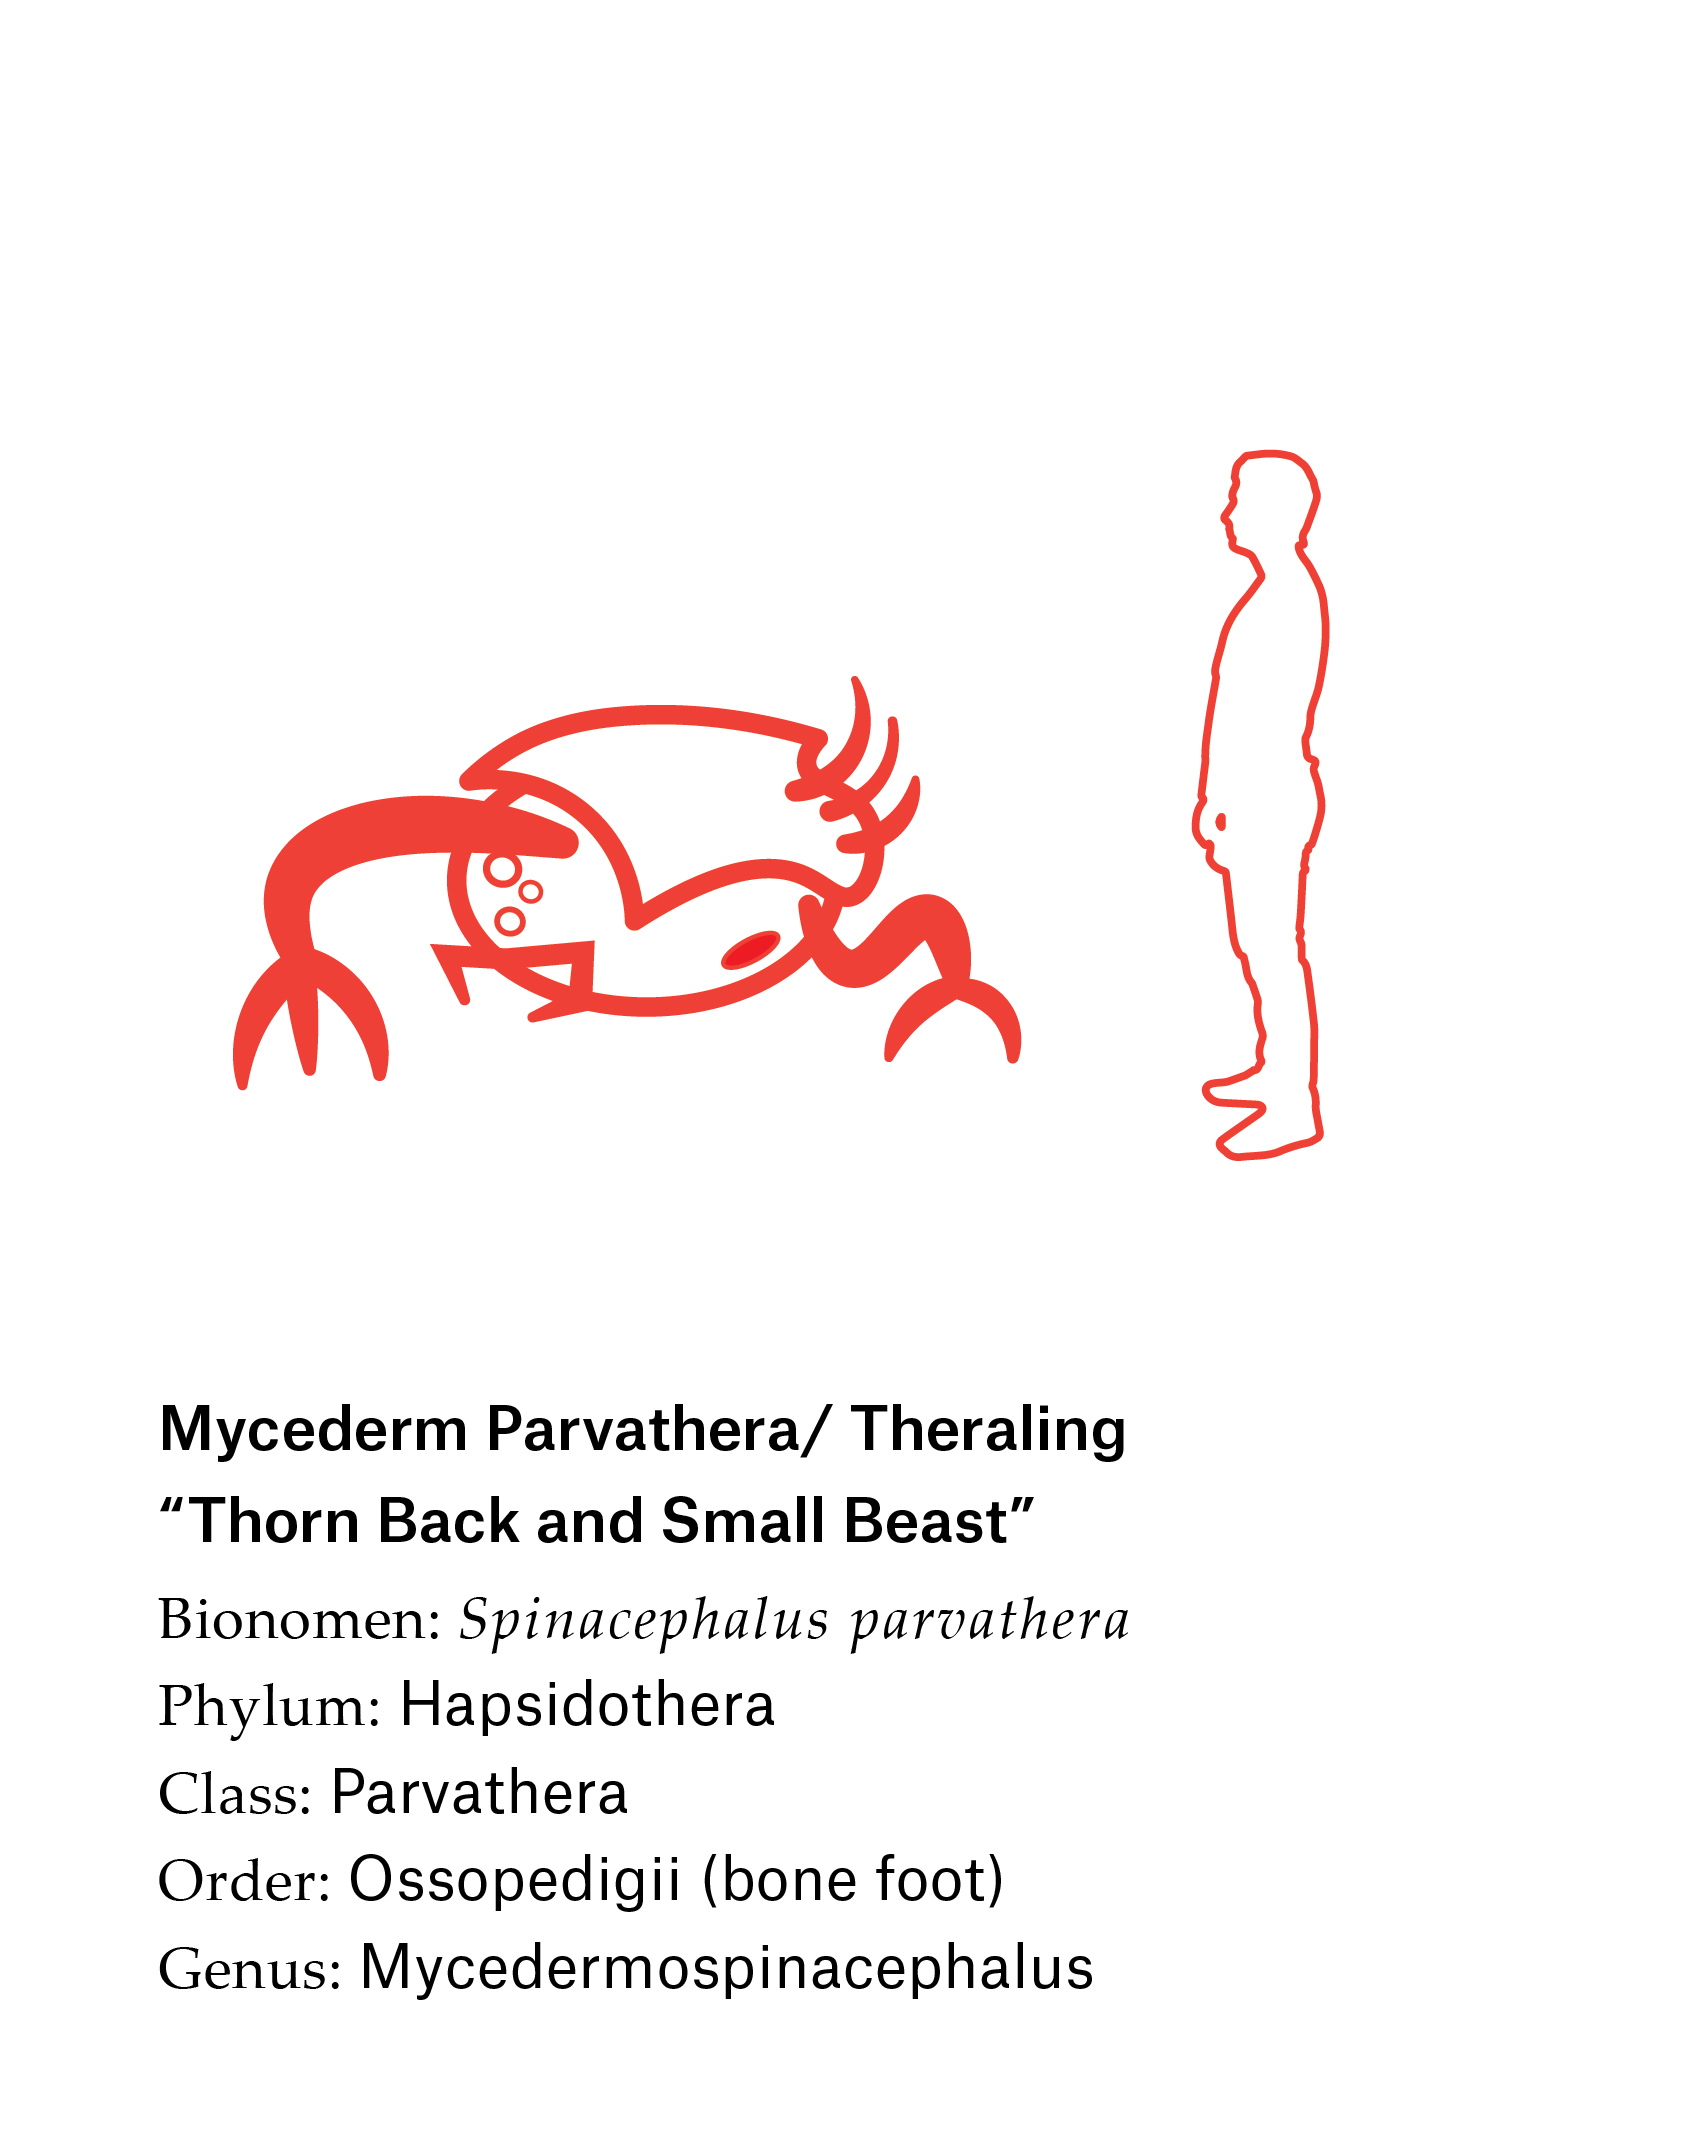 Mycederm Parvathera/ Theraling
“Thorn Back and Small Beast”
Bionomen: Spinacephalus parvathera
Phylum: Hapsidothera
Class: Parvathera
Order: Ossopedigii (bone foot)
Genus: Mycedermospinacephalus